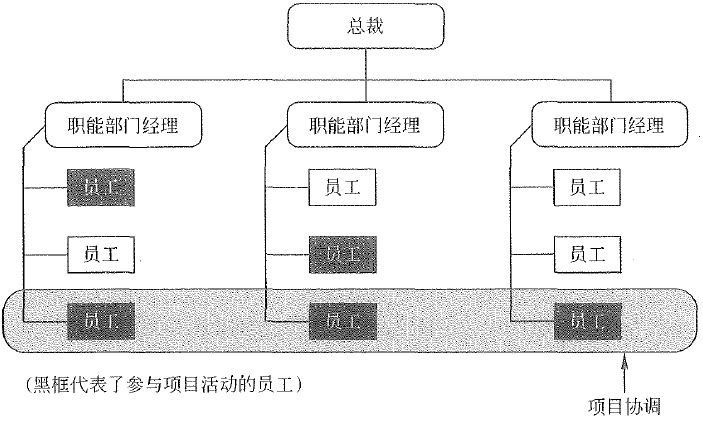 总裁
职能部门经理 职能部门经理 职能部门经理
员工 员工 员工
员工 员工 员工
员工 员工 员工
(黑框代表了参与项目活动的员工)
项目协调